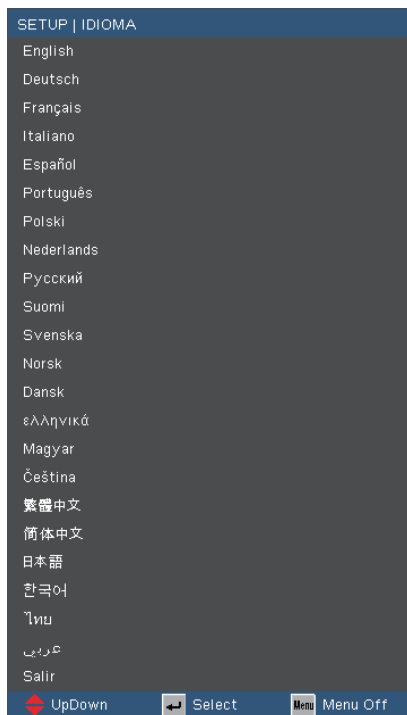 SETUP | IDIOMA
English
Deutsch
Français
Italiano
Español
Português
Polski
Nederlands
Русский
Suomi
Svenska
Norsk
Dansk
ελληνικά
Magyar
Čeština
繁體中文
简体中文
日本語
한국어
ไทย
عربي
Salir
UpDown Select Menu Menu Off